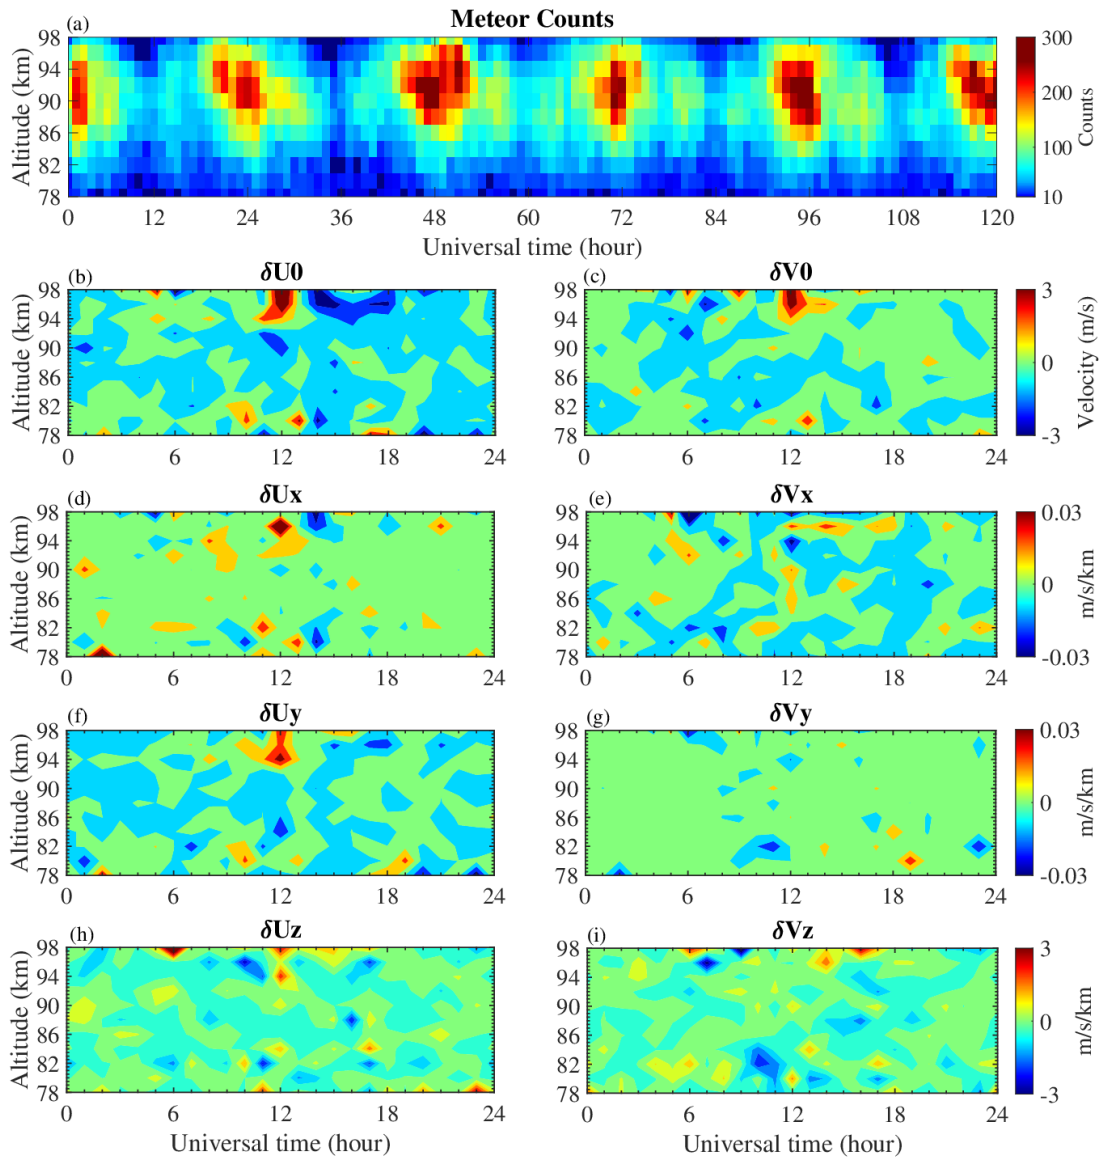 (a) Meteor Counts
98
94
90
86
82
78
Altitude (km)
0 12 24 36 48 60 72 84 96 108 120
Universal time (hour)
300
200
100
10
Counts
(b) δU0
98
94
90
86
82
78
Altitude (km)
0 6 12 18 24
(c) δV0
98
94
90
86
82
78
0 6 12 18 24
3
0
-3
Velocity (m/s)
(d) δUx
98
94
90
86
82
78
Altitude (km)
0 6 12 18 24
(e) δVx
98
94
90
86
82
78
0 6 12 18 24
0.03
0
-0.03
m/s/km
(f) δUy
98
94
90
86
82
78
Altitude (km)
0 6 12 18 24
(g) δVy
98
94
90
86
82
78
0 6 12 18 24
0.03
0
-0.03
m/s/km
(h) δUz
98
94
90
86
82
78
Altitude (km)
0 6 12 18 24
Universal time (hour)
(i) δVz
98
94
90
86
82
78
0 6 12 18 24
Universal time (hour)
3
0
-3
m/s/km